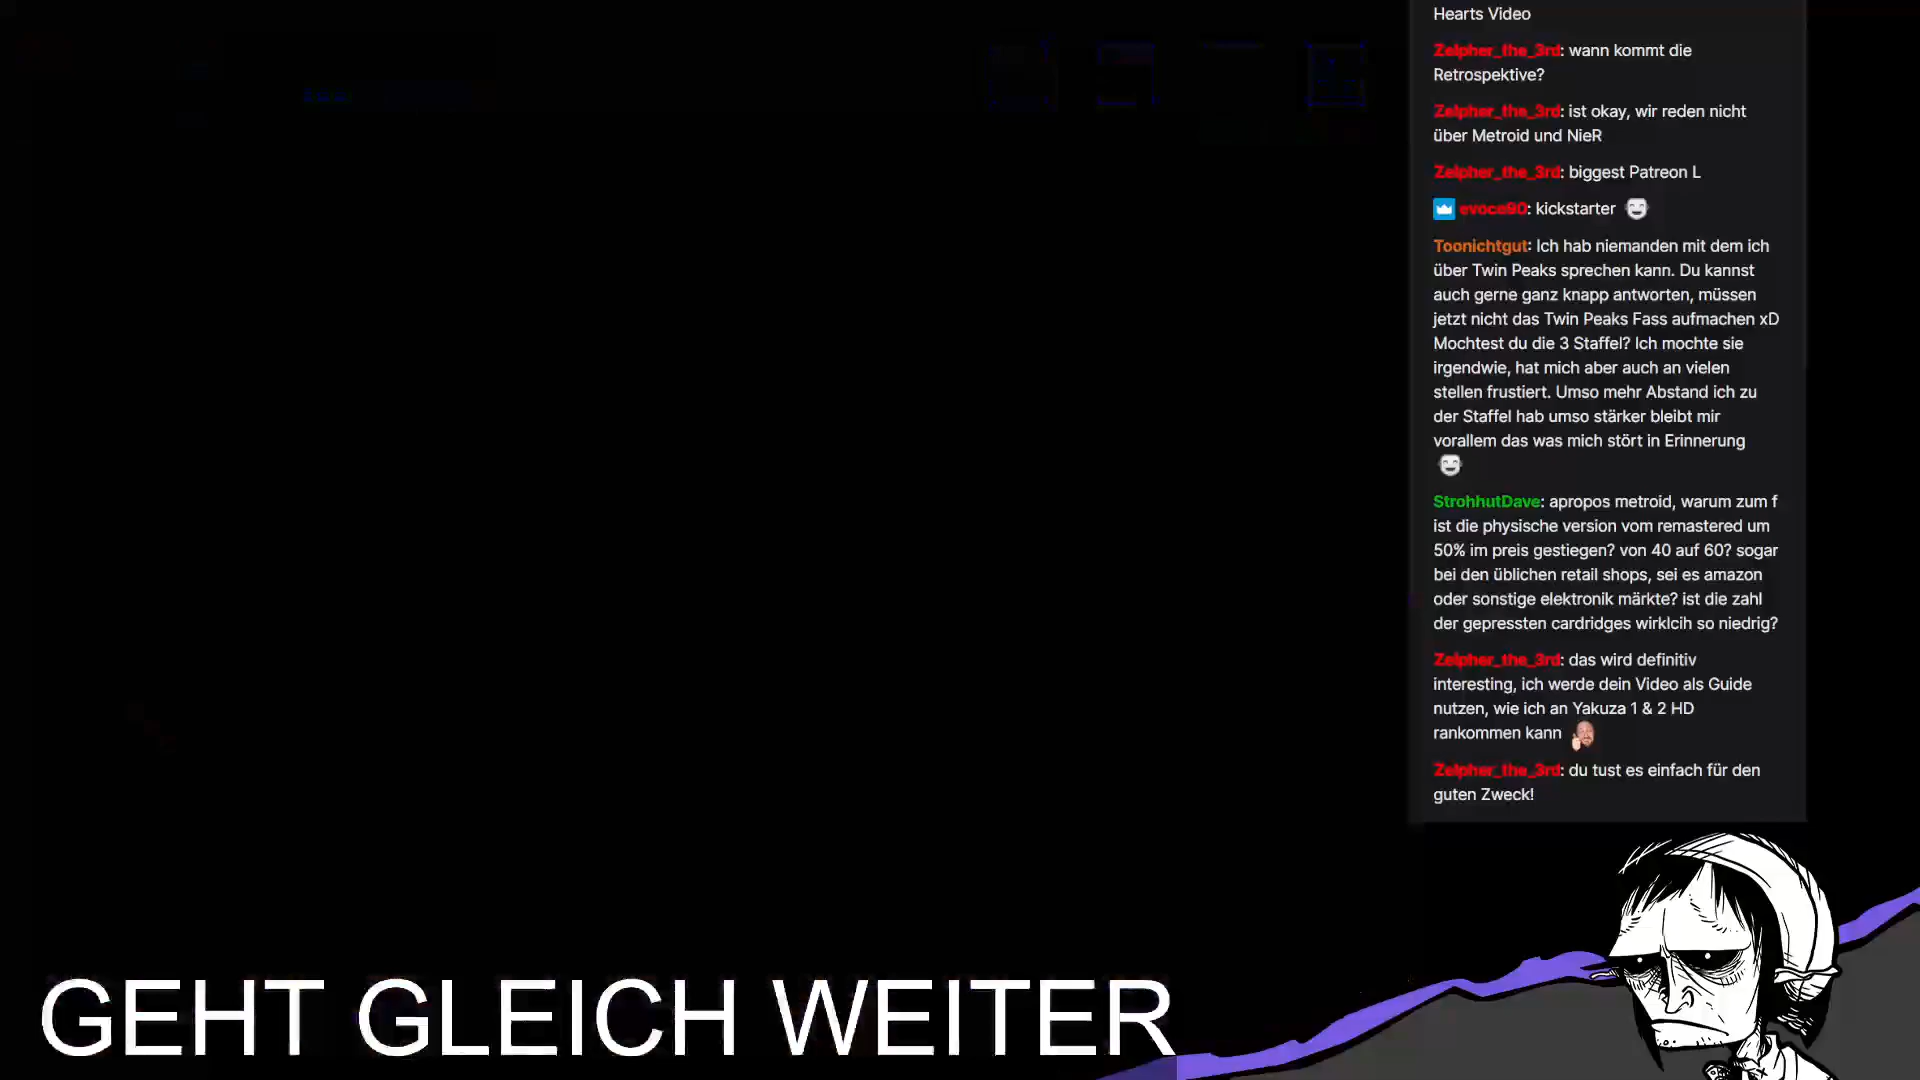 Hearts Video
Zelpher_the_3rd: wann kommt die
Retrospektive?
Zelpher_the_3rd: ist okay, wir reden nicht
über Metroid und NieR
Zelpher_the_3rd: biggest Patreon L
evoce90: kickstarter
Toonichtgut: Ich hab niemanden mit dem ich
über Twin Peaks sprechen kann. Du kannst
auch gerne ganz knapp antworten, müssen
jetzt nicht das Twin Peaks Fass aufmachen xD
Mochtest du die 3 Staffel? Ich mochte sie
irgendwie, hat mich aber auch an vielen
stellen frustiert. Umso mehr Abstand ich zu
der Staffel hab umso stärker bleibt mir
vorallem das was mich stört in Erinnerung
StrohhutDave: apropos metroid, warum zum f
ist die physische version vom remastered um
50% im preis gestiegen? von 40 auf 60? sogar
bei den üblichen retail shops, sei es amazon
oder sonstige elektronik märkte? ist die zahl
der gepressten cardridges wirklcih so niedrig?
Zelpher_the_3rd: das wird definitiv
interesting, ich werde dein Video als Guide
nutzen, wie ich an Yakuza 1 & 2 HD
rankommen kann
Zelpher_the_3rd: du tust es einfach für den
guten Zweck!
GEHT GLEICH WEITER